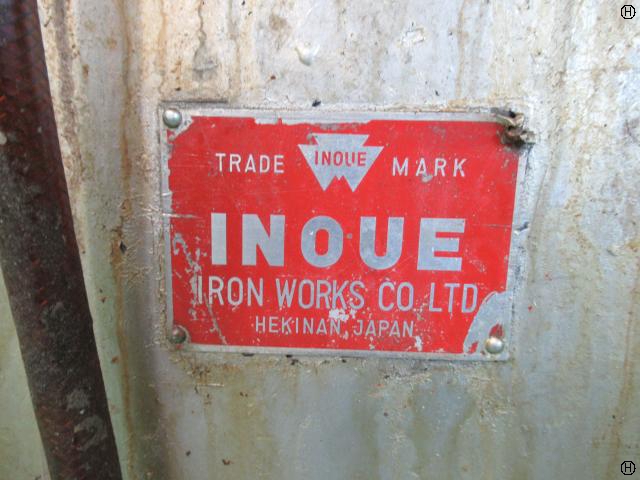 TRADE INOUE MARK
INOUE
IRON WORKS CO. LTD
HEKINAN, JAPAN
H
H